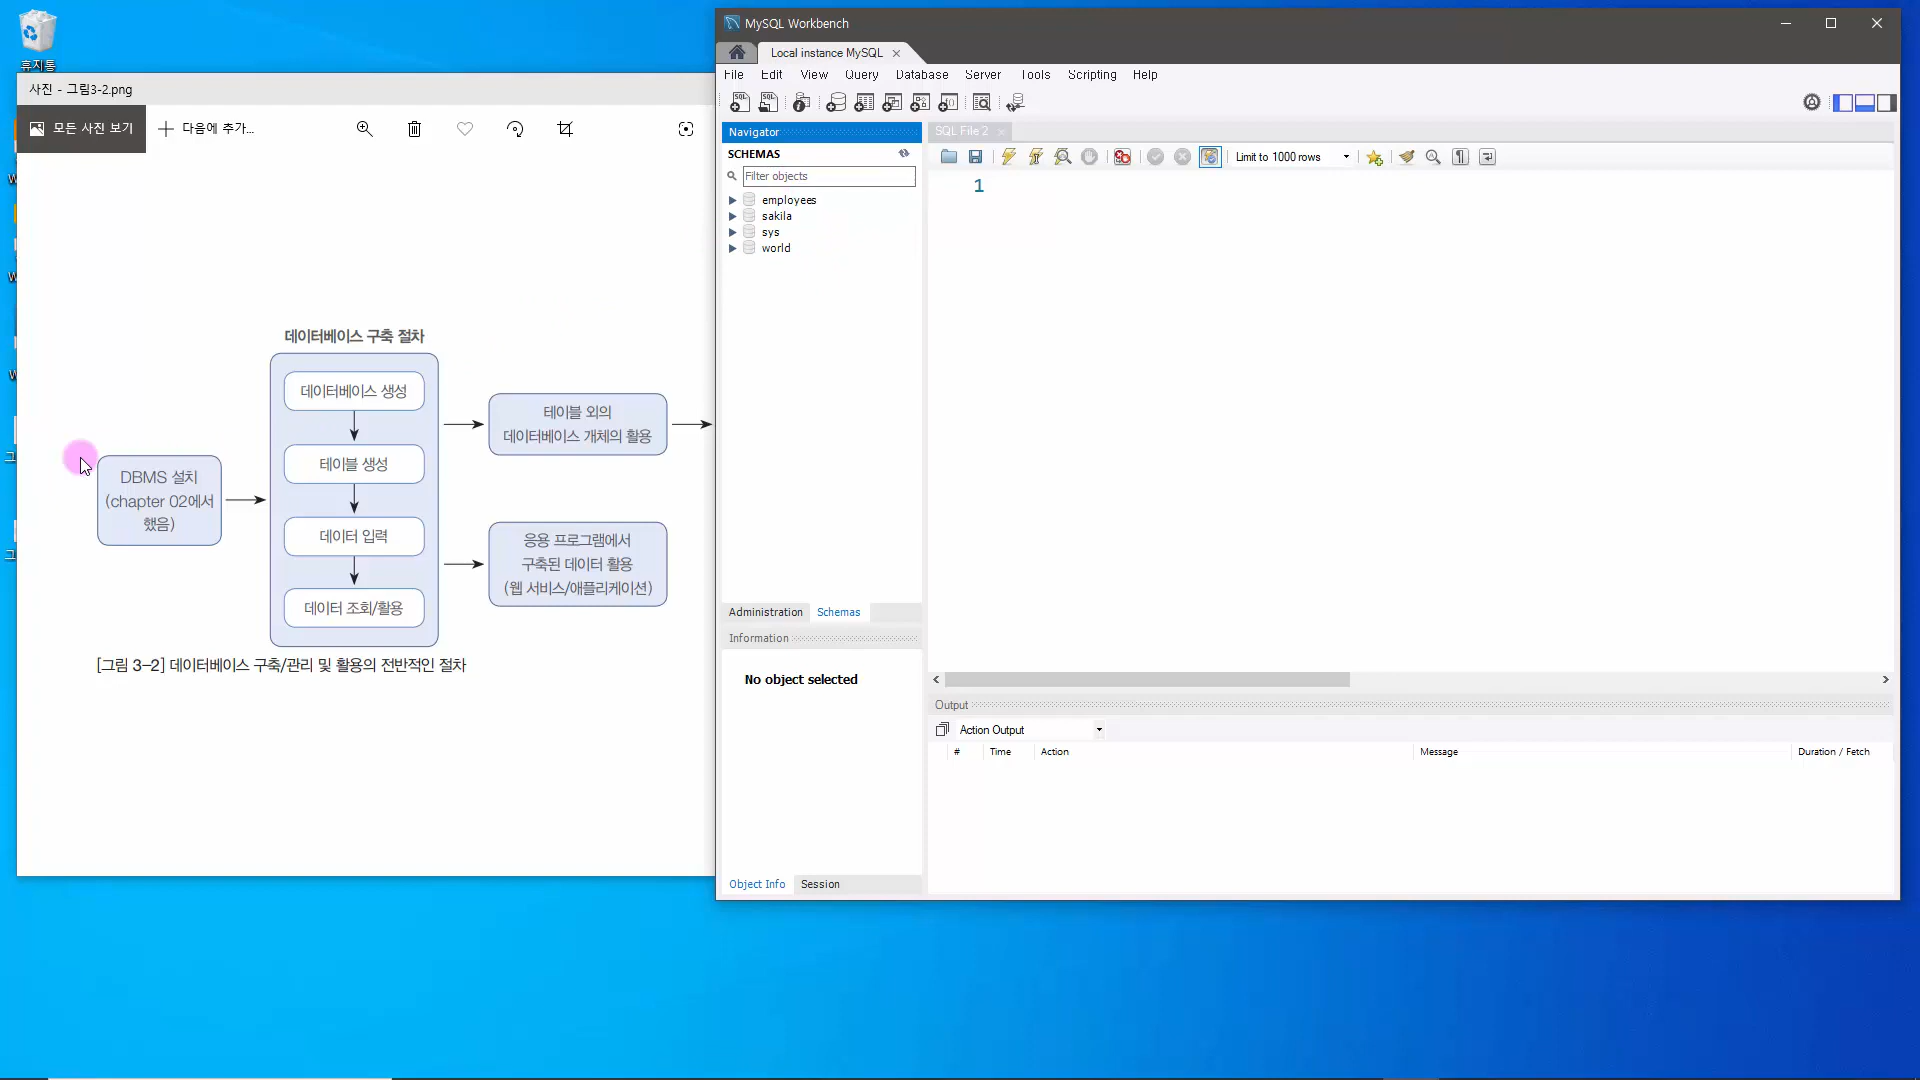 휴지통
사진 - 그림3-2.png
모든 사진 보기
다음에 추가...
데이터베이스 구축 절차
데이터베이스 생성
테이블 생성
데이터 입력
데이터 조회/활용
DBMS 설치
(chapter 02에서
했음)
테이블 외의
데이터베이스 개체의 활용
응용 프로그램에서
구축된 데이터 활용
(웹 서비스/애플리케이션)
[그림 3-2] 데이터베이스 구축/관리 및 활용의 전반적인 절차
MySQL Workbench
Local instance MySQL
File Edit View Query Database Server Tools Scripting Help
Navigator
SCHEMAS
Filter objects
employees
sakila
sys
world
Administration Schemas
Information
No object selected
Object Info Session
SQL File 2
Limit to 1000 rows
1
Output
Action Output
# Time Action Message Duration / Fetch